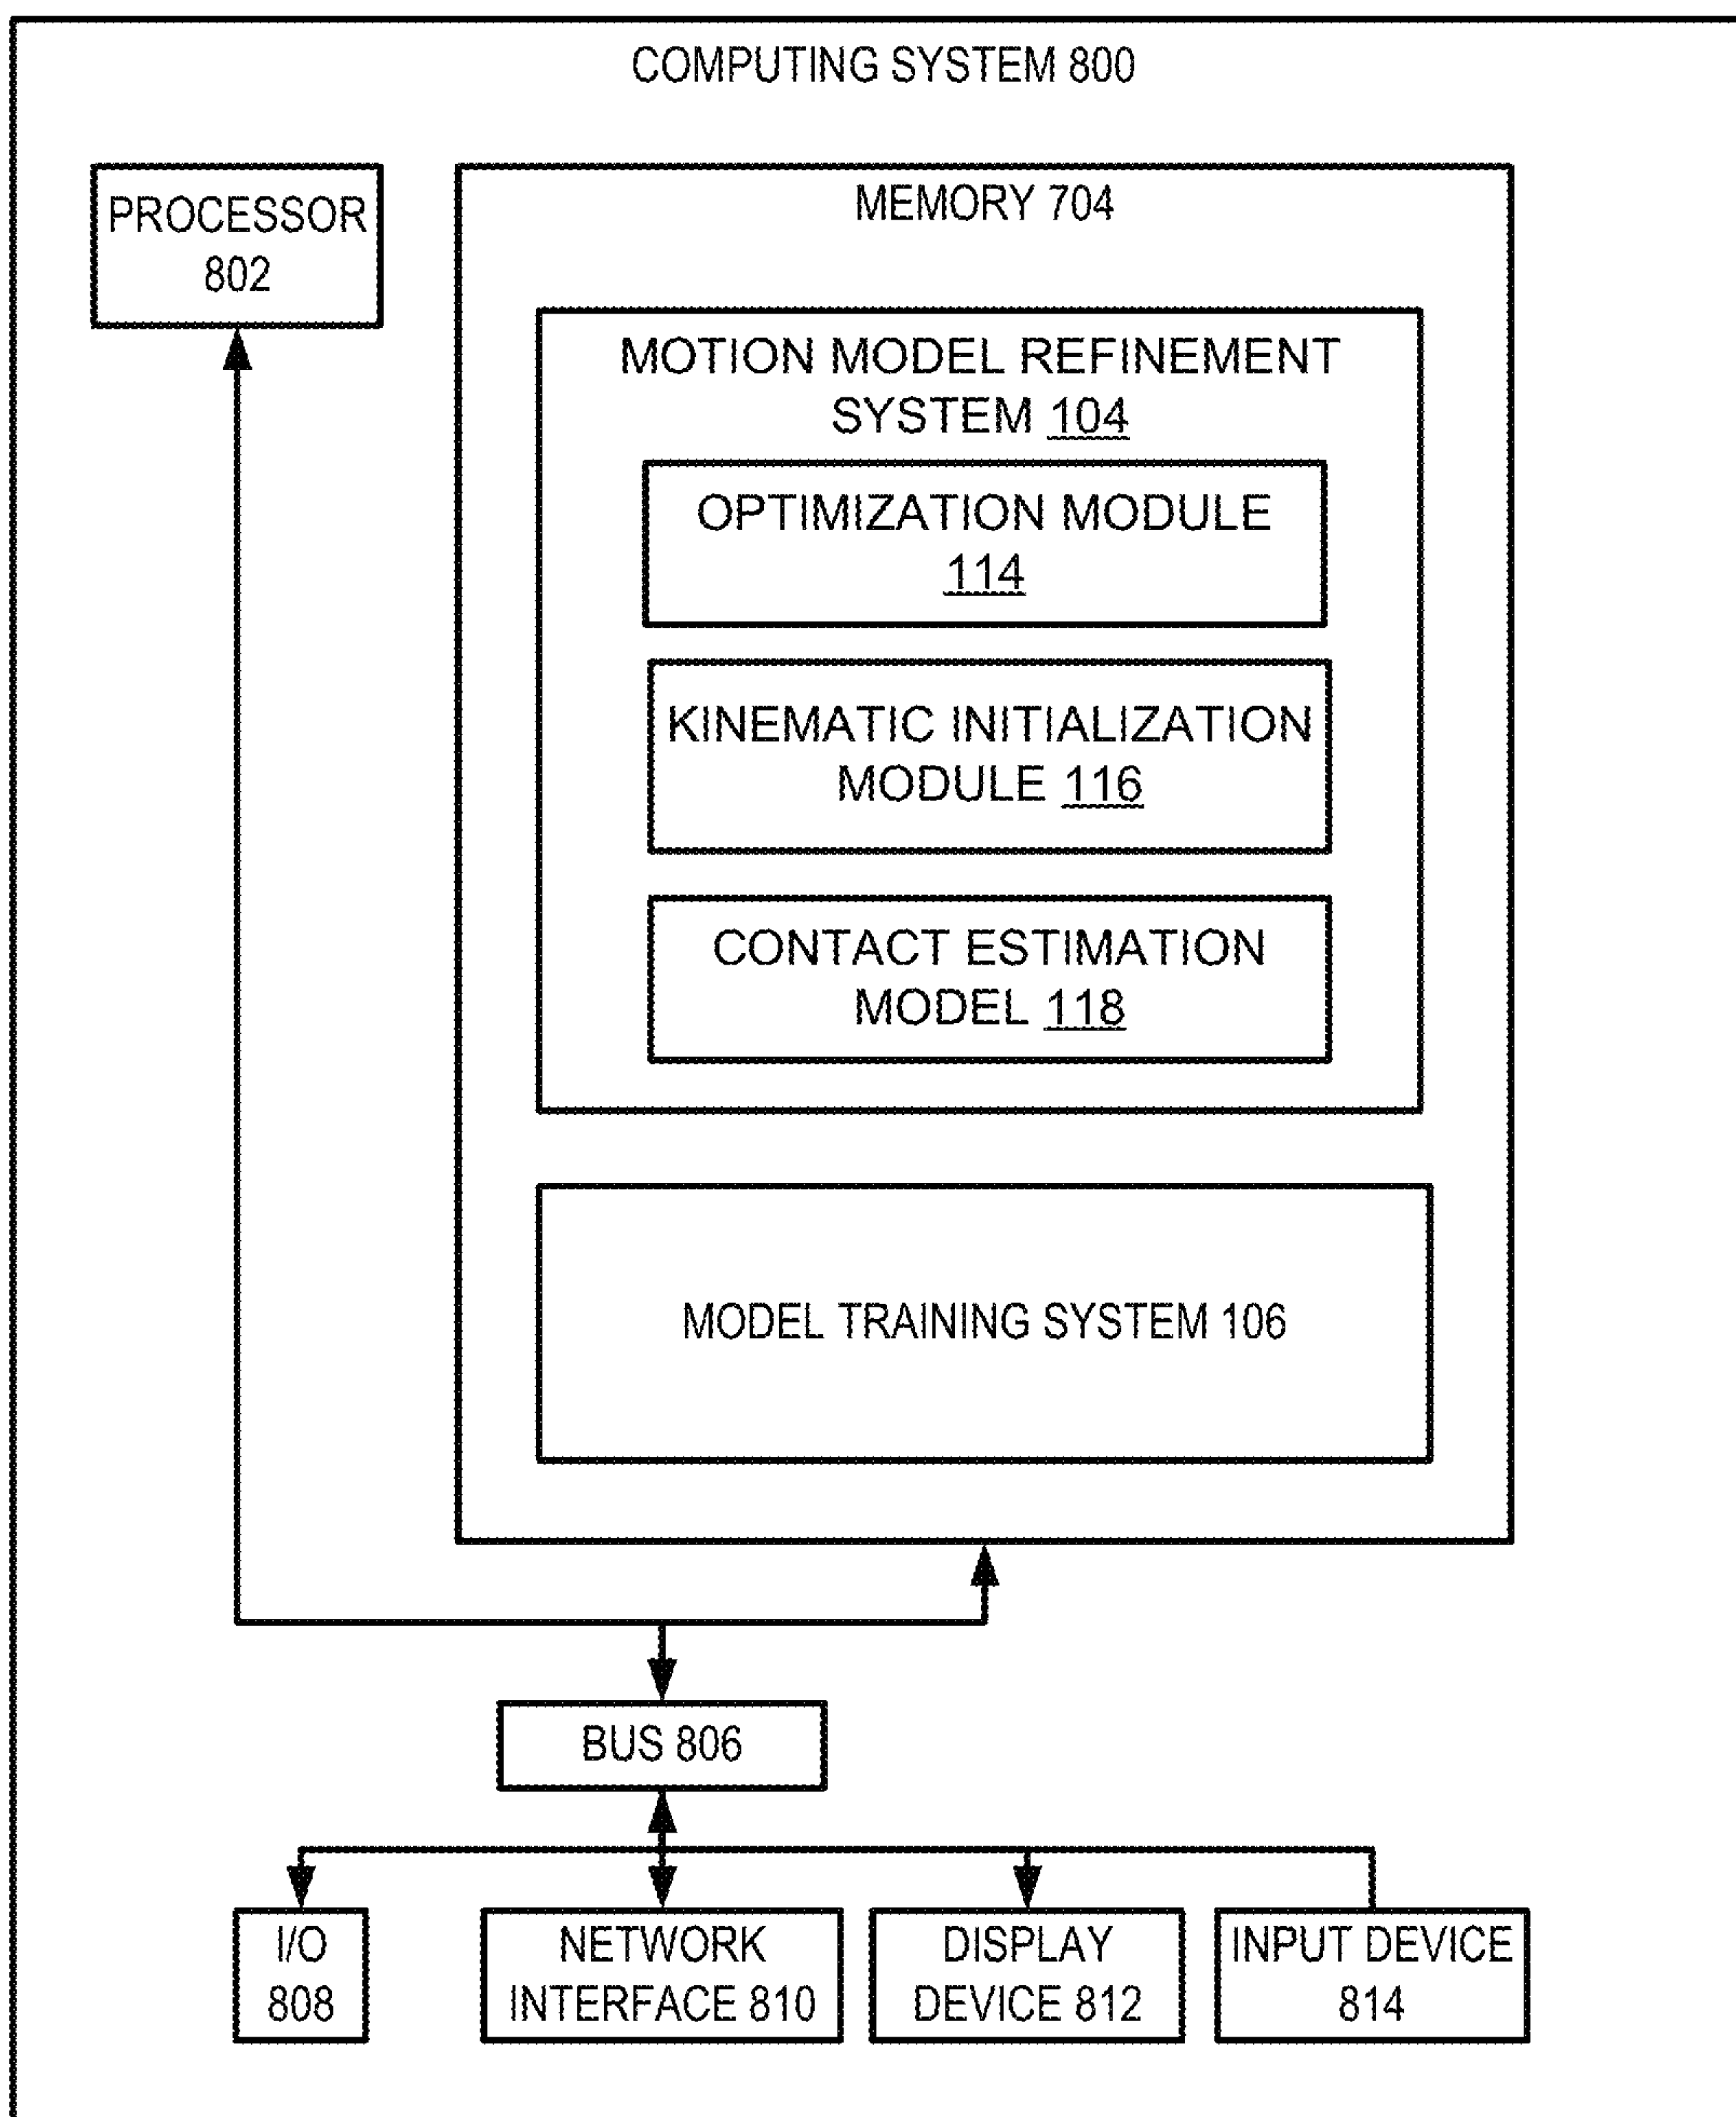 COMPUTING SYSTEM 800
PROCESSOR
802
MEMORY 704
MOTION MODEL REFINEMENT
SYSTEM 104
OPTIMIZATION MODULE
114
KINEMATIC INITIALIZATION
MODULE 116
CONTACT ESTIMATION
MODEL 118
MODEL TRAINING SYSTEM 106
BUS 806
I/O
808
NETWORK
INTERFACE 810
DISPLAY
DEVICE 812
INPUT DEVICE
814